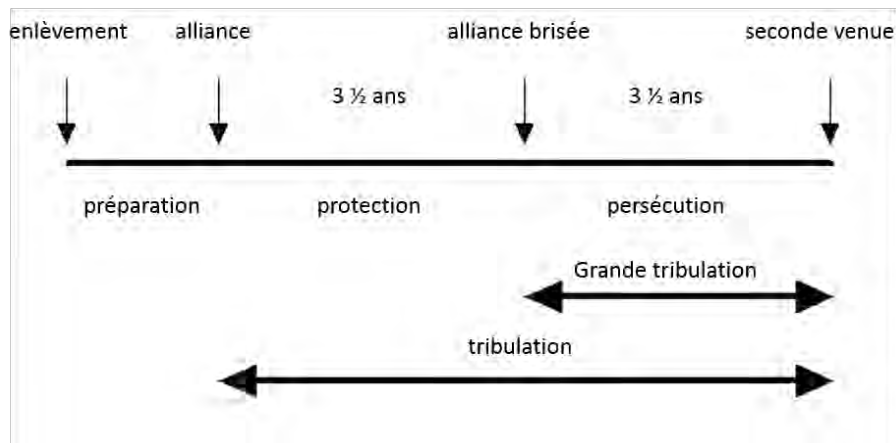 enlèvement alliance alliance brisée seconde venue
3 ½ ans 3 ½ ans
préparation protection persécution
Grande tribulation
tribulation